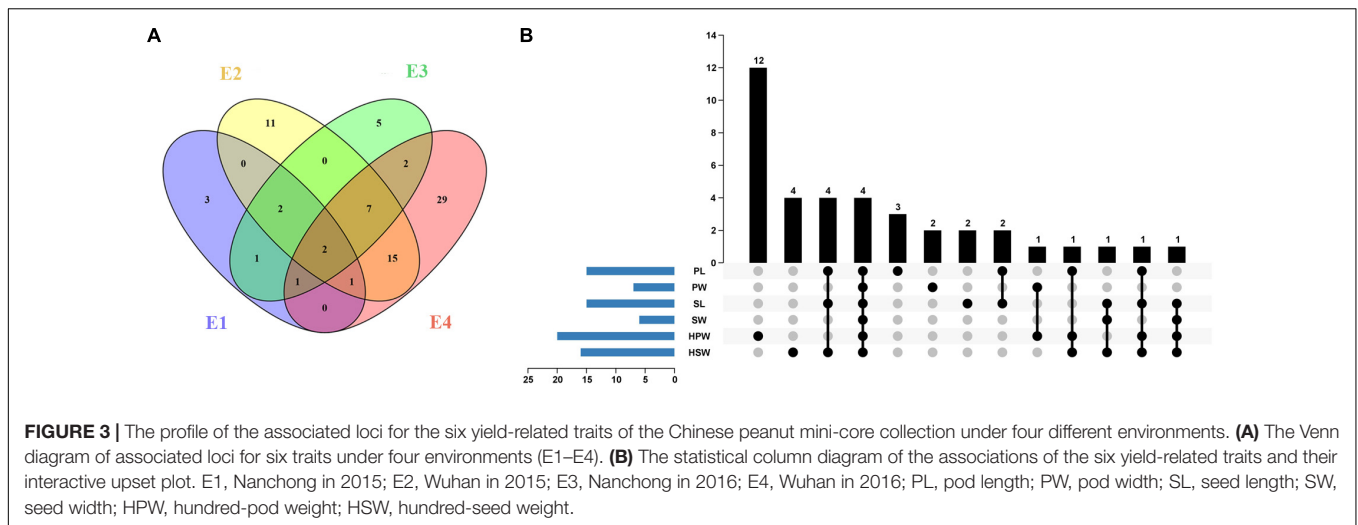 A
B
E2
E3
E1
E4
11
5
0
0
2
3
2
7
29
2
1
15
1
1
0
14
12
10
8
6
4
2
0
12
4
4
4
3
2
2
2
1
1
1
1
1
PL
PW
SL
SW
HPW
HSW
25 20 15 10 5 0
FIGURE 3 | The profile of the associated loci for the six yield-related traits of the Chinese peanut mini-core collection under four different environments. (A) The Venn
diagram of associated loci for six traits under four environments (E1–E4). (B) The statistical column diagram of the associations of the six yield-related traits and their
interactive upset plot. E1, Nanchong in 2015; E2, Wuhan in 2015; E3, Nanchong in 2016; E4, Wuhan in 2016; PL, pod length; PW, pod width; SL, seed length; SW,
seed width; HPW, hundred-pod weight; HSW, hundred-seed weight.